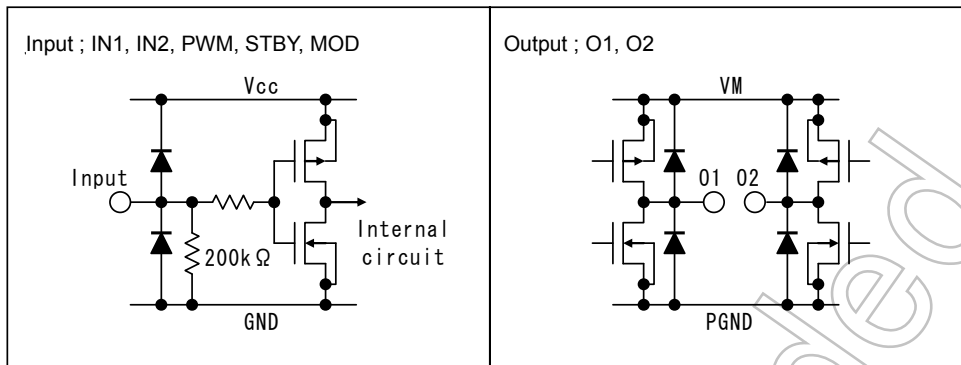 Input ; IN1, IN2, PWM, STBY, MOD
Vcc
Input
200kΩ
Internal
circuit
GND
Output ; O1, O2
VM
O1 O2
PGND
ded